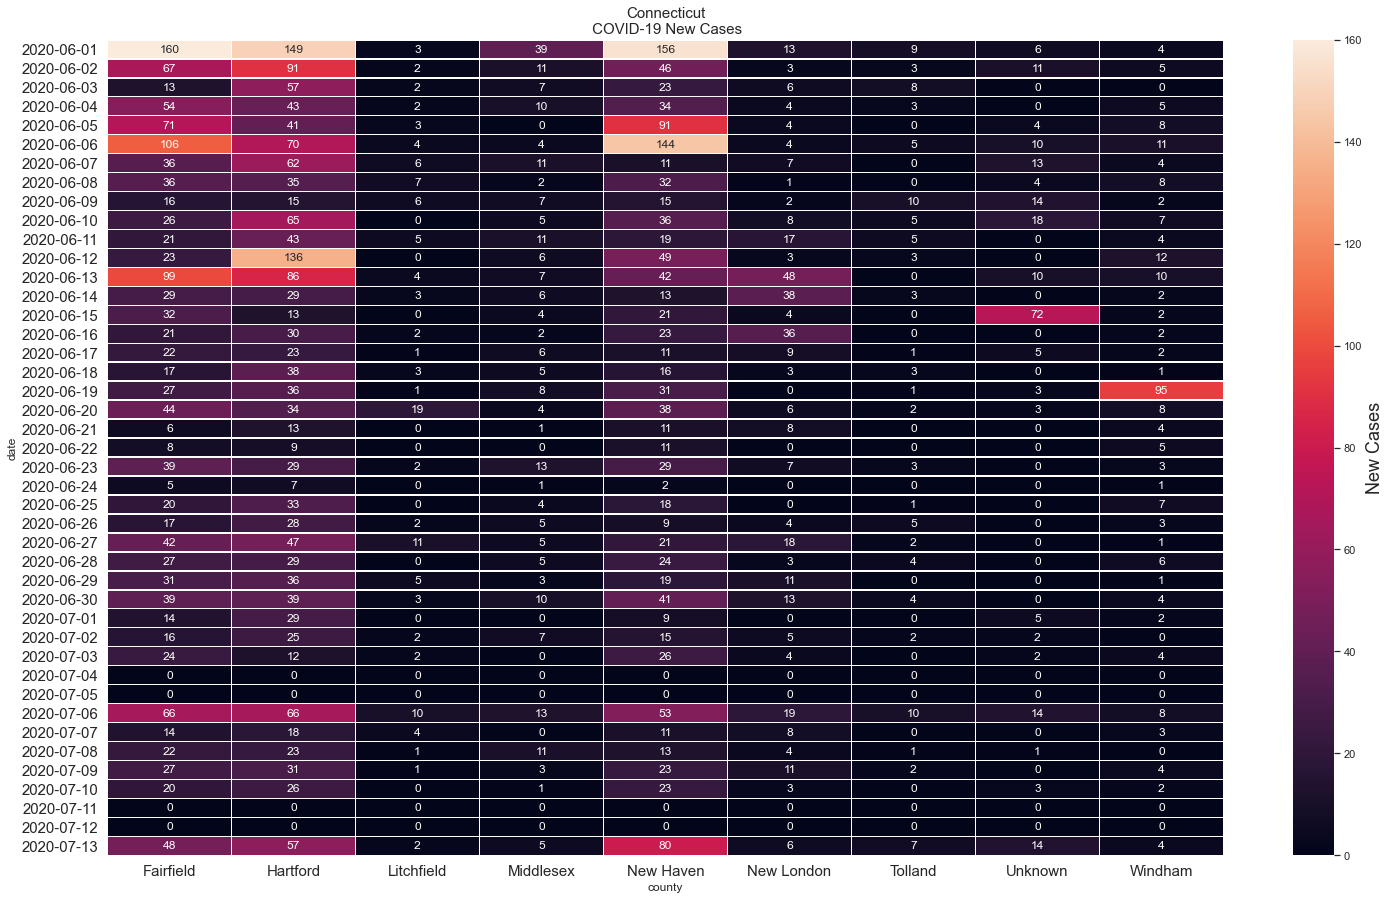 Connecticut
COVID-19 New Cases
2020-06-01 160 149 3 39 156 13 9 6 4
2020-06-02 67 91 2 11 46 3 3 11 5
2020-06-03 13 57 2 7 23 6 8 0 0
2020-06-04 54 43 2 10 34 4 3 0 5
2020-06-05 71 41 3 0 91 4 0 4 8
2020-06-06 106 70 4 4 144 4 5 10 11
2020-06-07 36 62 6 11 11 7 0 13 4
2020-06-08 36 35 7 2 32 1 0 4 8
2020-06-09 16 15 6 7 15 2 10 14 2
2020-06-10 26 65 0 5 36 8 5 18 7
2020-06-11 21 43 5 11 19 17 5 0 4
2020-06-12 23 136 0 6 49 3 3 0 12
2020-06-13 99 86 4 7 42 48 0 10 10
2020-06-14 29 29 3 6 13 38 3 0 2
2020-06-15 32 13 0 4 21 4 0 72 2
2020-06-16 21 30 2 2 23 36 0 0 2
2020-06-17 22 23 1 6 11 9 1 5 2
2020-06-18 17 38 3 5 16 3 3 0 1
2020-06-19 27 36 1 8 31 0 1 3 95
2020-06-20 44 34 19 4 38 6 2 3 8
2020-06-21 6 13 0 1 11 8 0 0 4
2020-06-22 8 9 0 0 11 0 0 0 5
2020-06-23 39 29 2 13 29 7 3 0 3
2020-06-24 5 7 0 1 2 0 0 0 1
2020-06-25 20 33 0 4 18 0 1 0 7
2020-06-26 17 28 2 5 9 4 5 0 3
2020-06-27 42 47 11 5 21 18 2 0 1
2020-06-28 27 29 0 5 24 3 4 0 6
2020-06-29 31 36 5 3 19 11 0 0 1
2020-06-30 39 39 3 10 41 13 4 0 4
2020-07-01 14 29 0 0 9 0 0 5 2
2020-07-02 16 25 2 7 15 5 2 2 0
2020-07-03 24 12 2 0 26 4 0 2 4
2020-07-04 0 0 0 0 0 0 0 0 0
2020-07-05 0 0 0 0 0 0 0 0 0
2020-07-06 66 66 10 13 53 19 10 14 8
2020-07-07 14 18 4 0 11 8 0 0 3
2020-07-08 22 23 1 11 13 4 1 1 0
2020-07-09 27 31 1 3 23 11 2 0 4
2020-07-10 20 26 0 1 23 3 0 3 2
2020-07-11 0 0 0 0 0 0 0 0 0
2020-07-12 0 0 0 0 0 0 0 0 0
2020-07-13 48 57 2 5 80 6 7 14 4
Fairfield Hartford Litchfield Middlesex New Haven New London Tolland Unknown Windham
county
date
160
140
120
100
80
60
40
20
0
New Cases